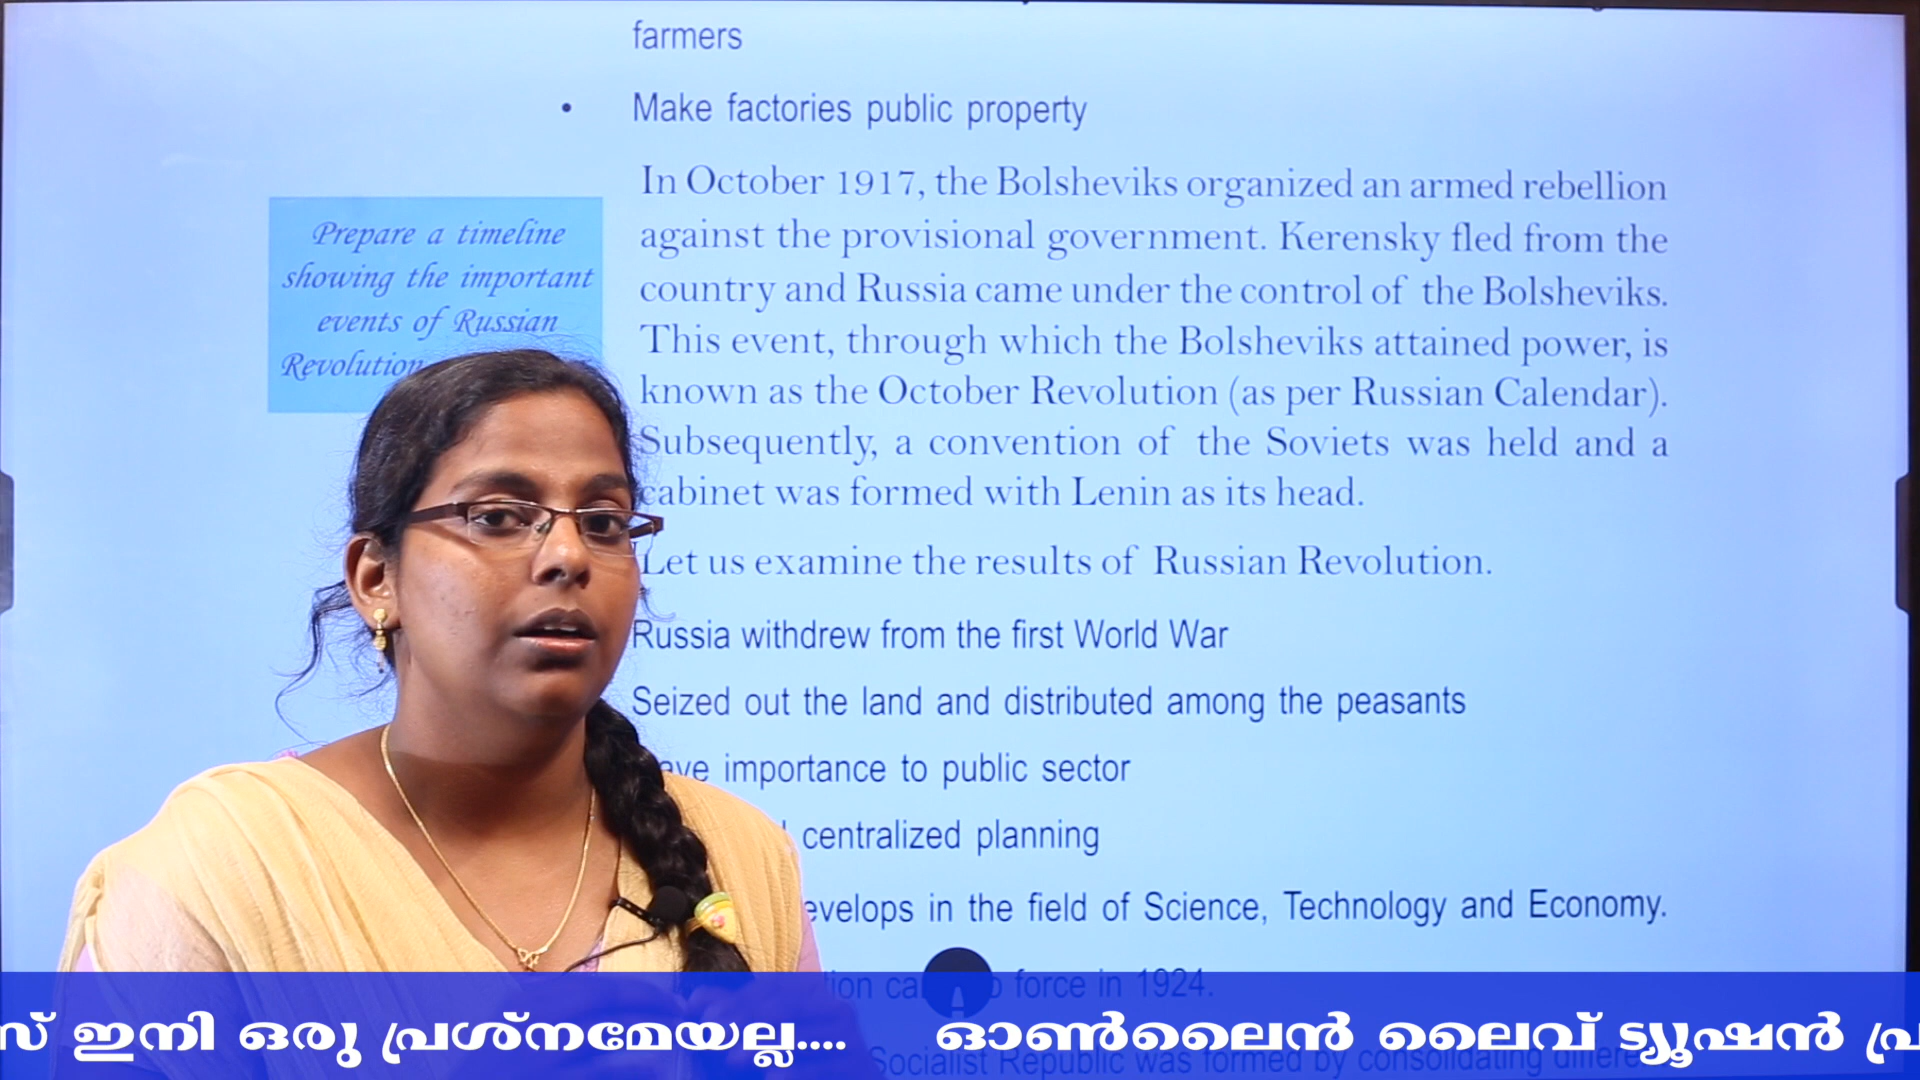 farmers
• Make factories public property
In October 1917, the Bolsheviks organized an armed rebellion
against the provisional government. Kerensky fled from the
country and Russia came under the control of the Bolsheviks.
This event, through which the Bolsheviks attained power, is
known as the October Revolution (as per Russian Calendar).
Subsequently, a convention of the Soviets was held and a
cabinet was formed with Lenin as its head.
Prepare a timeline
showing the important
events of Russian
Revolution
Let us examine the results of Russian Revolution.
Russia withdrew from the first World War
Seized out the land and distributed among the peasants
importance to public sector
centralized planning
in the field of Science, Technology and Economy.
force in 1924.
Socialist Republic was formed by consolidating
ഇനി ഒരു പ്രശ്നമേയല്ല.... ഓൺലൈൻ ലൈവ് ട്യൂഷൻ